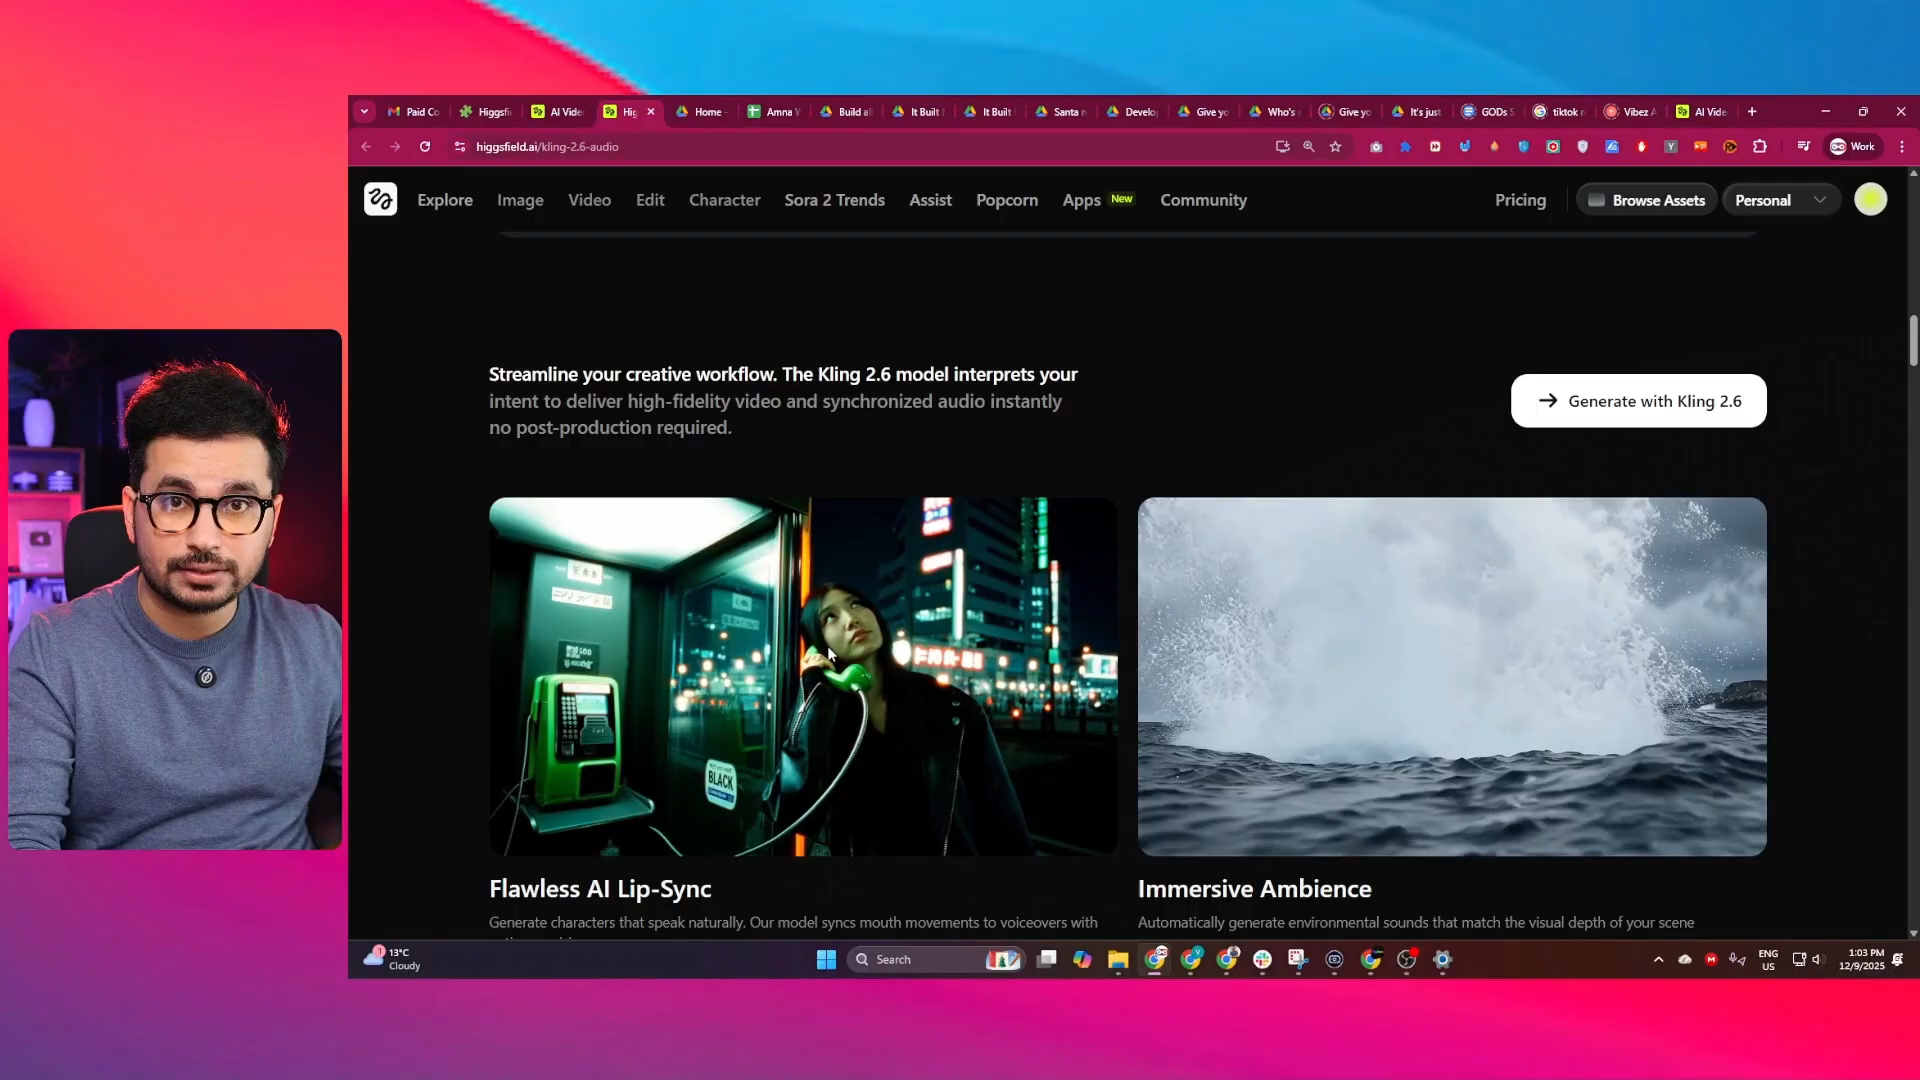 Paid Co
Higgsfi
AI Vide
Hig
Home -
Amna V
Build al
It Built
It Built
Santa n
Develo
Give yo
Who's
Give yo
It's just
GODs S
tiktok r
Vibez A
AI Vide
higgsfield.ai/kling-2.6-audio
Work
Explore
Image
Video
Edit
Character
Sora 2 Trends
Assist
Popcorn
Apps New
Community
Pricing
Browse Assets
Personal
Streamline your creative workflow. The Kling 2.6 model interprets your
intent to deliver high-fidelity video and synchronized audio instantly
no post-production required.
Generate with Kling 2.6
BLACK
Flawless AI Lip-Sync
Generate characters that speak naturally. Our model syncs mouth movements to voiceovers with
Immersive Ambience
Automatically generate environmental sounds that match the visual depth of your scene
13°C
Cloudy
Search
ENG
US
1:03 PM
12/9/2025